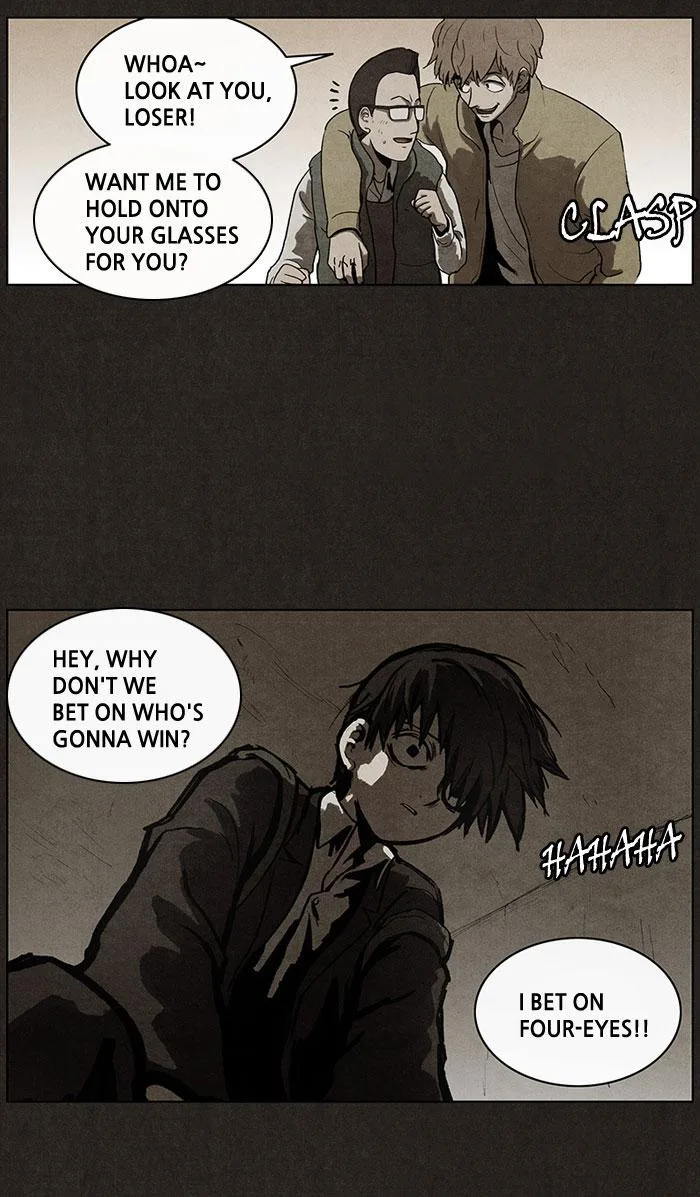 WHOA~
LOOK AT YOU,
LOSER!
WANT ME TO
HOLD ONTO
YOUR GLASSES
FOR YOU?
CLASP
HEY, WHY
DON'T WE
BET ON WHO'S
GONNA WIN?
HAHAHA
I BET ON
FOUR-EYES!!